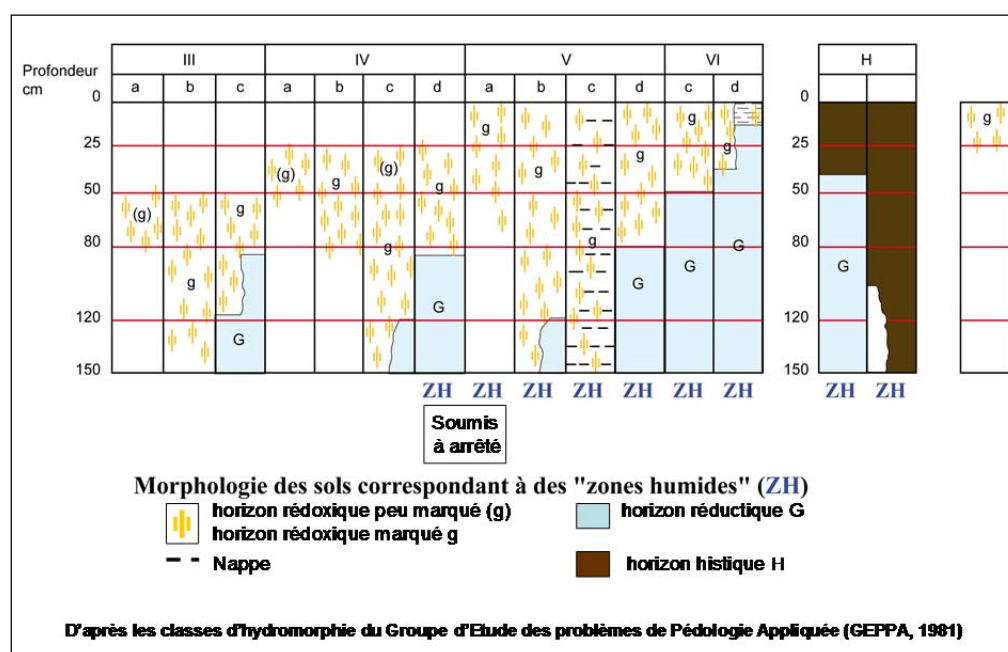 III IV V VI H
Profondeur
cm
a b c a b c d a b c d c d
0 0
25 25
50 50
80 80
120 120
150 150
(g) g g G
(g) g (g) g g G
g g g g G
g G g G
G
g
ZH ZH ZH ZH ZH ZH ZH ZH ZH
Soumis
à arrêté
Morphologie des sols correspondant à des "zones humides" (ZH)
horizon rédoxique peu marqué (g)
horizon rédoxique marqué g
horizon réductique G
Nappe
horizon histique H
D'après les classes d'hydromorphie du Groupe d'Etude des problèmes de Pédologie Appliquée (GEPPA, 1981)